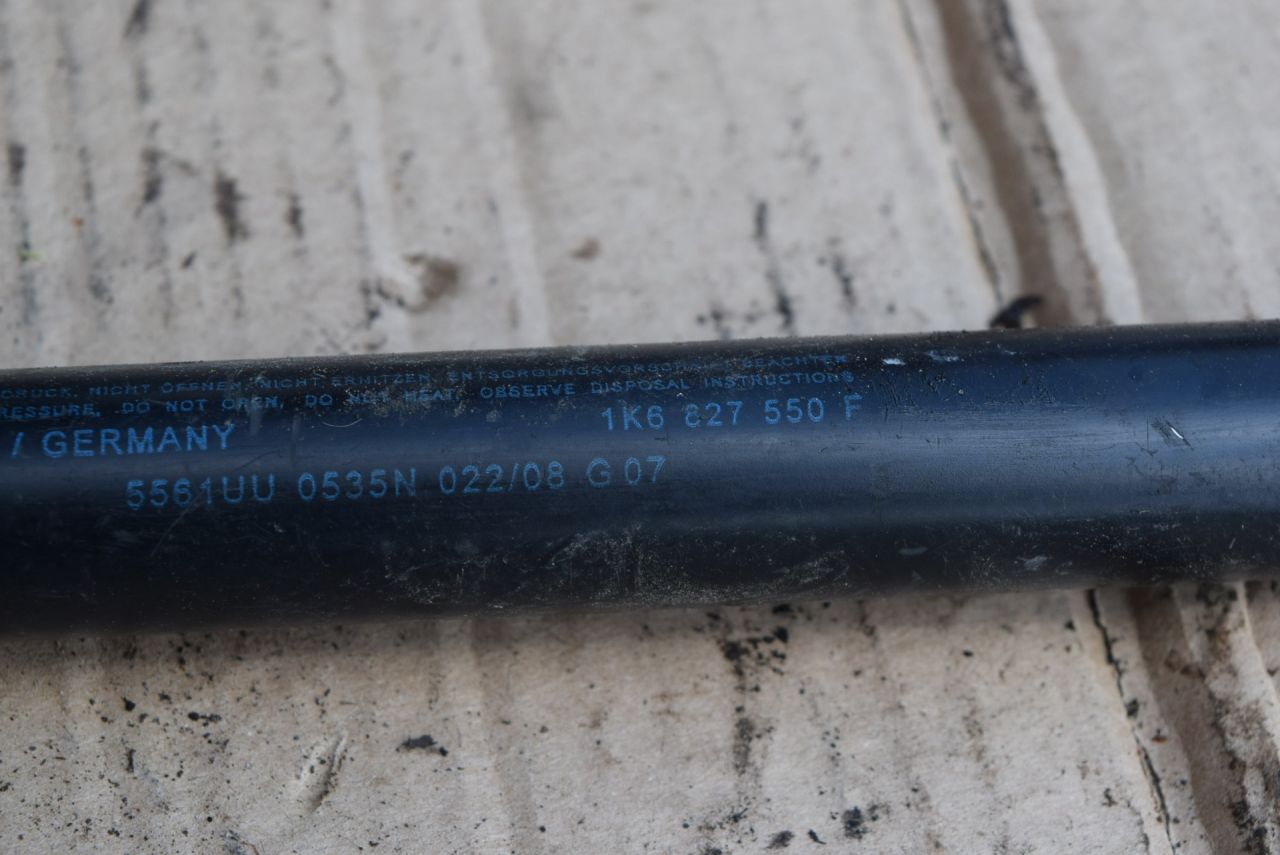 DRUCK, NICHT ÖFFNEN, NICHT ERHITZEN, ENTSORGUNGSVORSCHRIFT BEACHTEN
RESSURE, DO NOT OPEN, DO NOT HEAT, OBSERVE DISPOSAL INSTRUCTIONS
/ GERMANY 1K6 827 550 F
5561UU 0535N 022/08 G 07